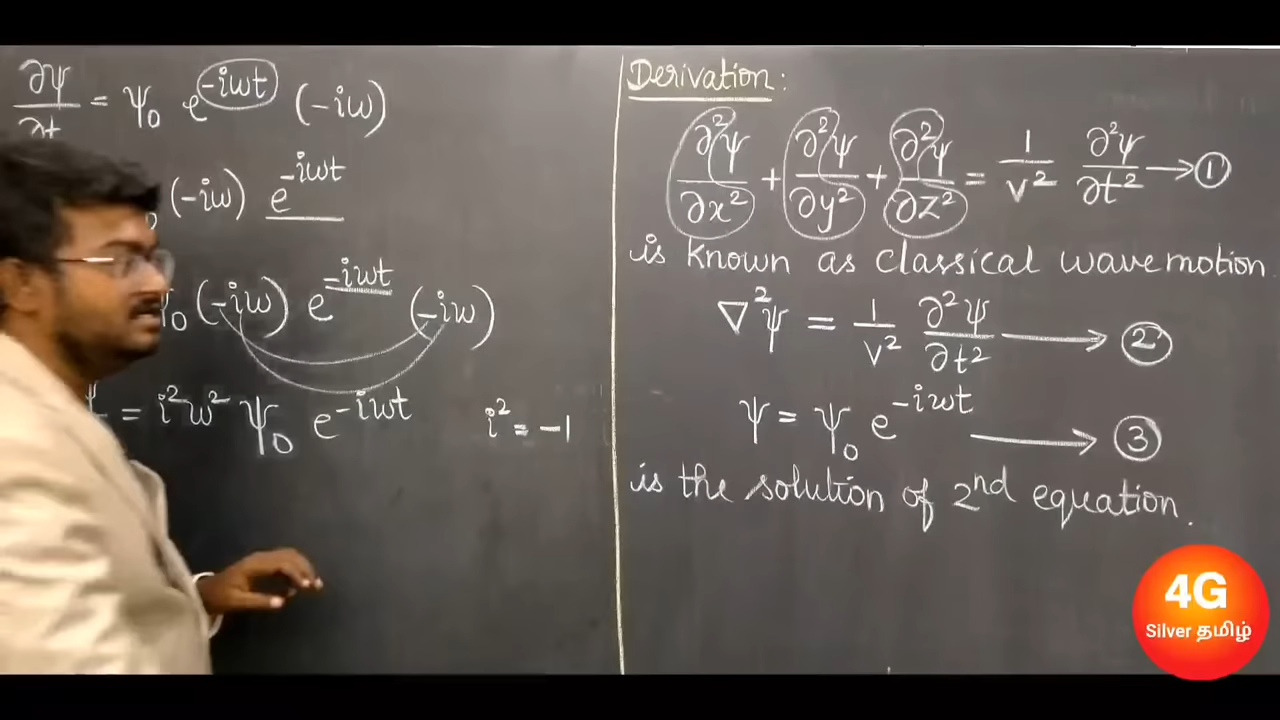 ∂ψ/∂t = ψ₀ e^(-iωt) (-iω)
(-iω) e^(-iωt)
ψ₀ (-iω) e^(-iωt) (-iω)
= i²ω² ψ₀ e^(-iωt) i² = -1
Derivation:
∂²ψ/∂x² + ∂²ψ/∂y² + ∂²ψ/∂z² = 1/v² ∂²ψ/∂t² → ①
is known as classical wave motion
∇²ψ = 1/v² ∂²ψ/∂t² → ②
ψ = ψ₀ e^(-iωt) → ③
is the solution of 2nd equation.
4G
Silver தமிழ்